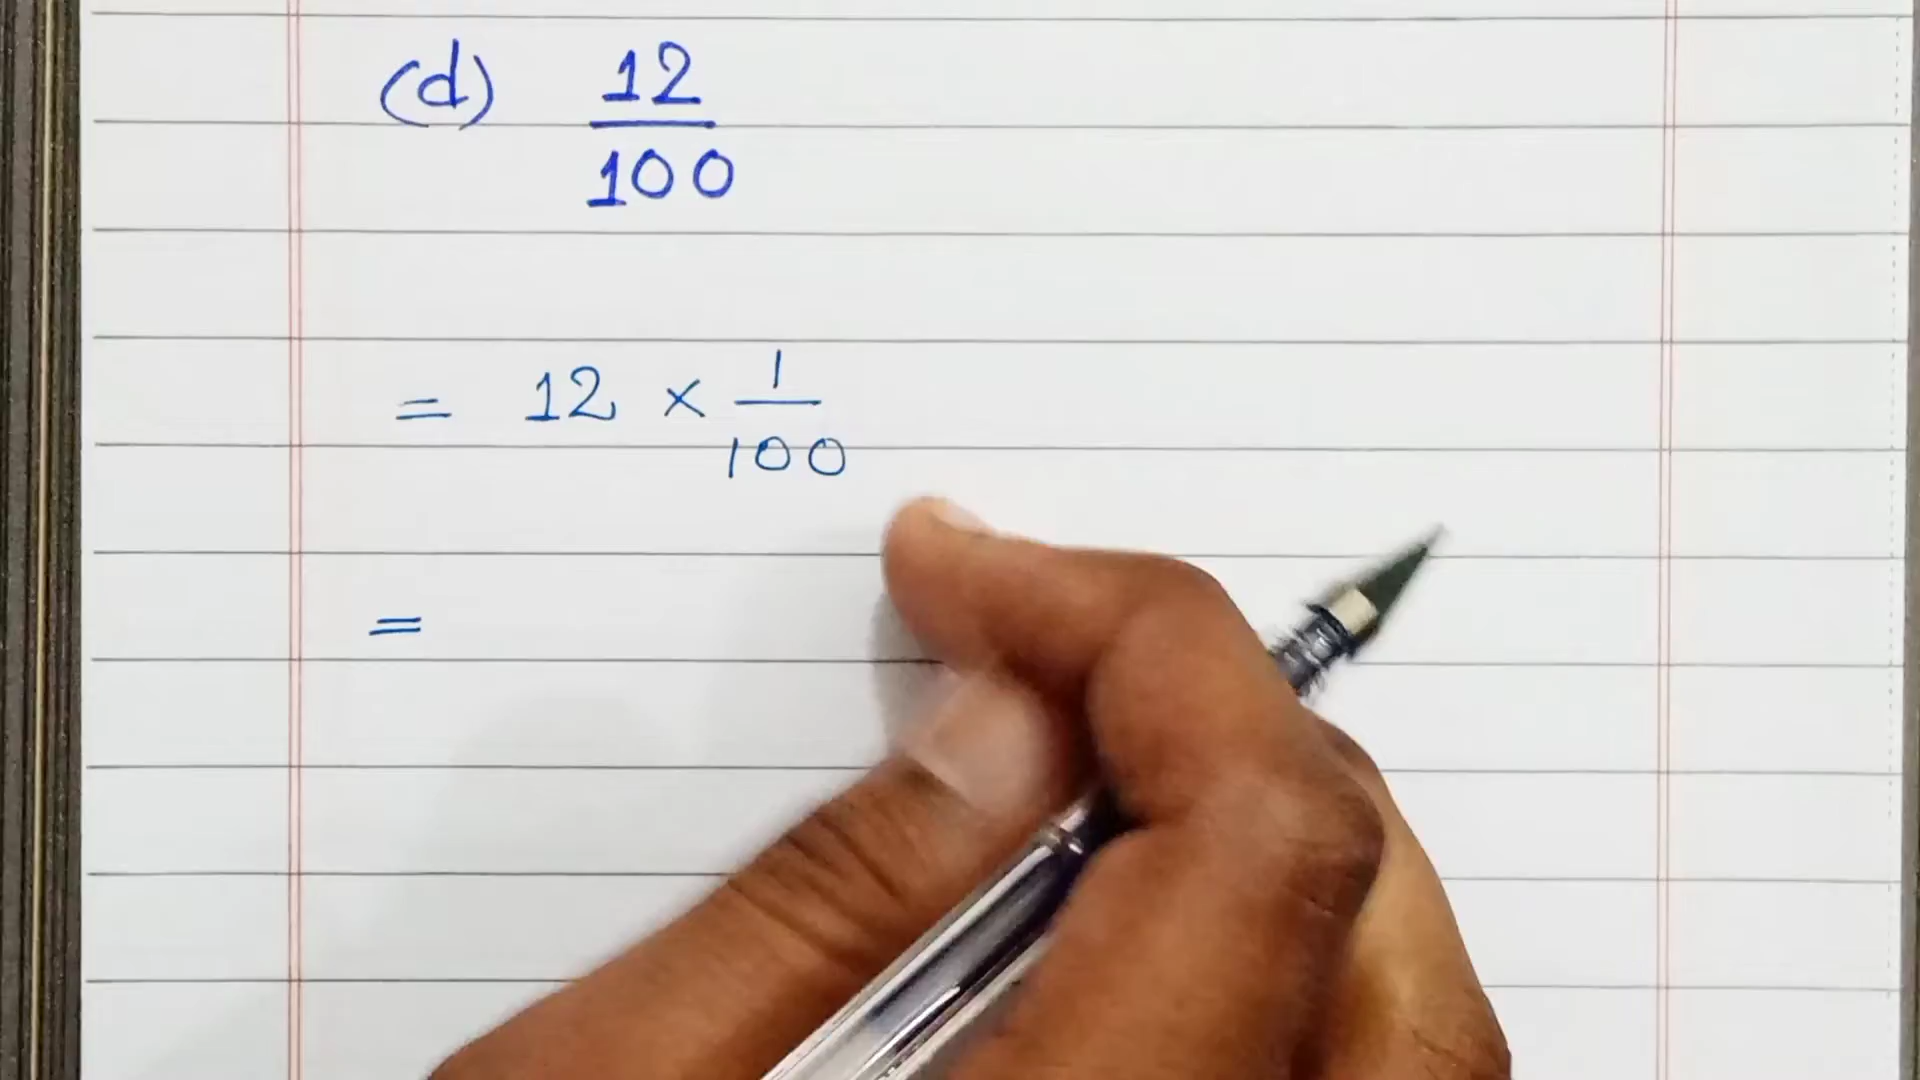 (d) 12/100
= 12 × 1/100
=